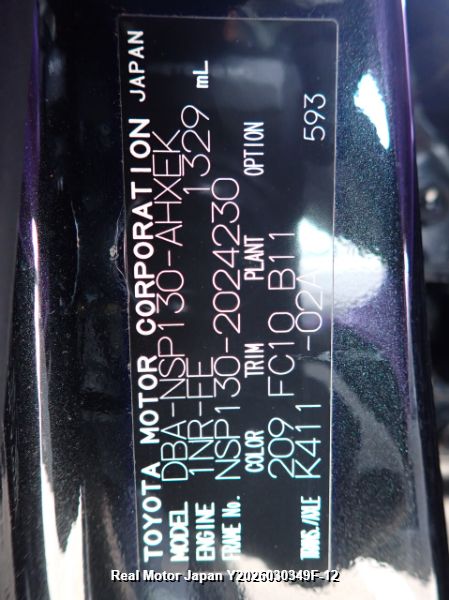 TOYOTA MOTOR CORPORATION JAPAN
MODEL DBA-NSP130-AHXEK
ENGINE 1NR-FE 1329 mL
FRAME No. NSP130-2024230
COLOR TRIM PLANT OPTION
209 FC10 B11
TRANS./AXLE K411 -02A 593
Real Motor Japan Y2026030349F-12